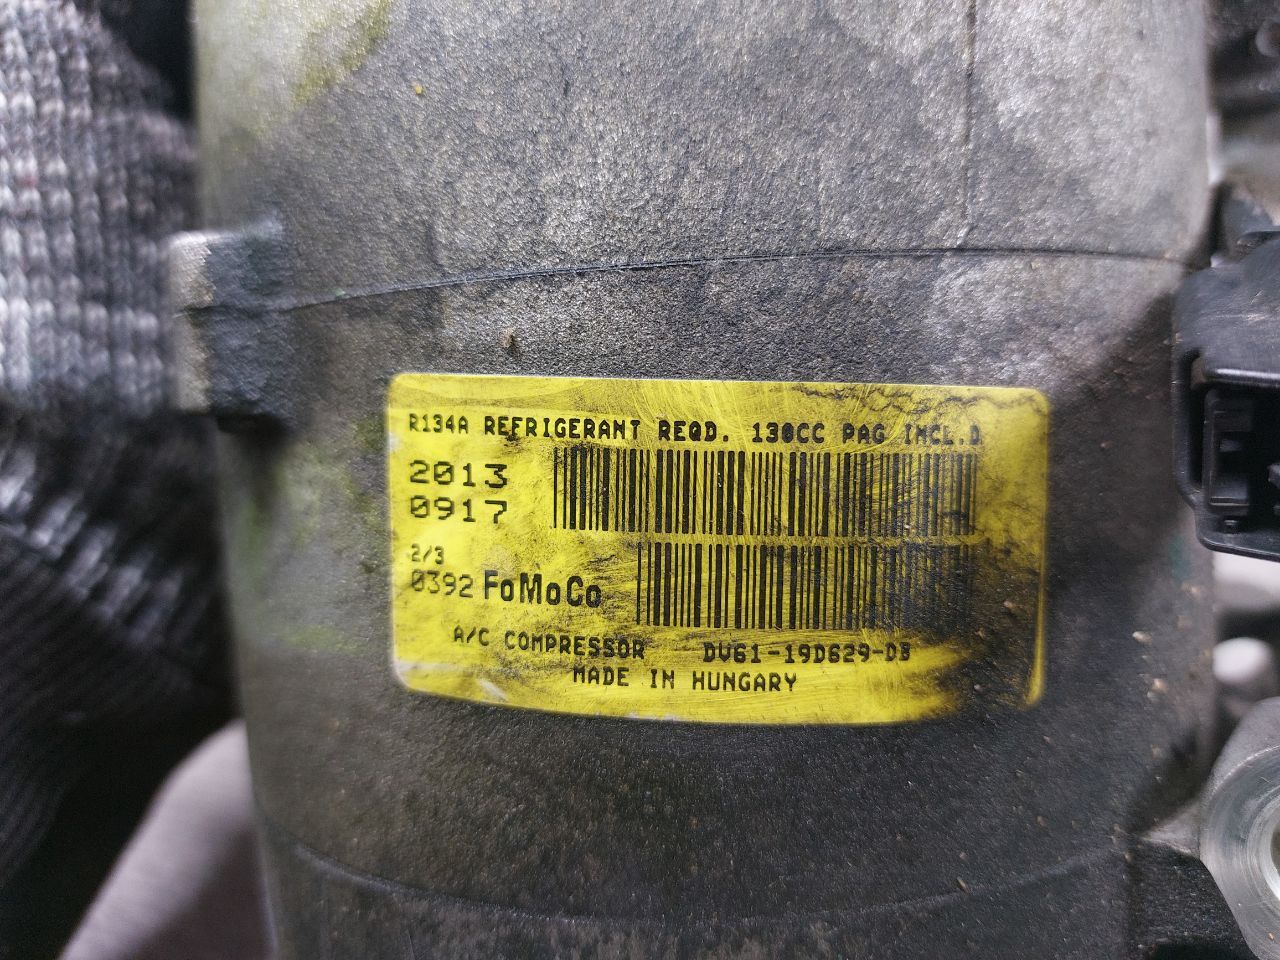 R134A REFRIGERANT REQD. 130CC PAG INCL.D
2013
0917
2/3
0392 FoMoCo
A/C COMPRESSOR DV61-19D629-DB
MADE IN HUNGARY